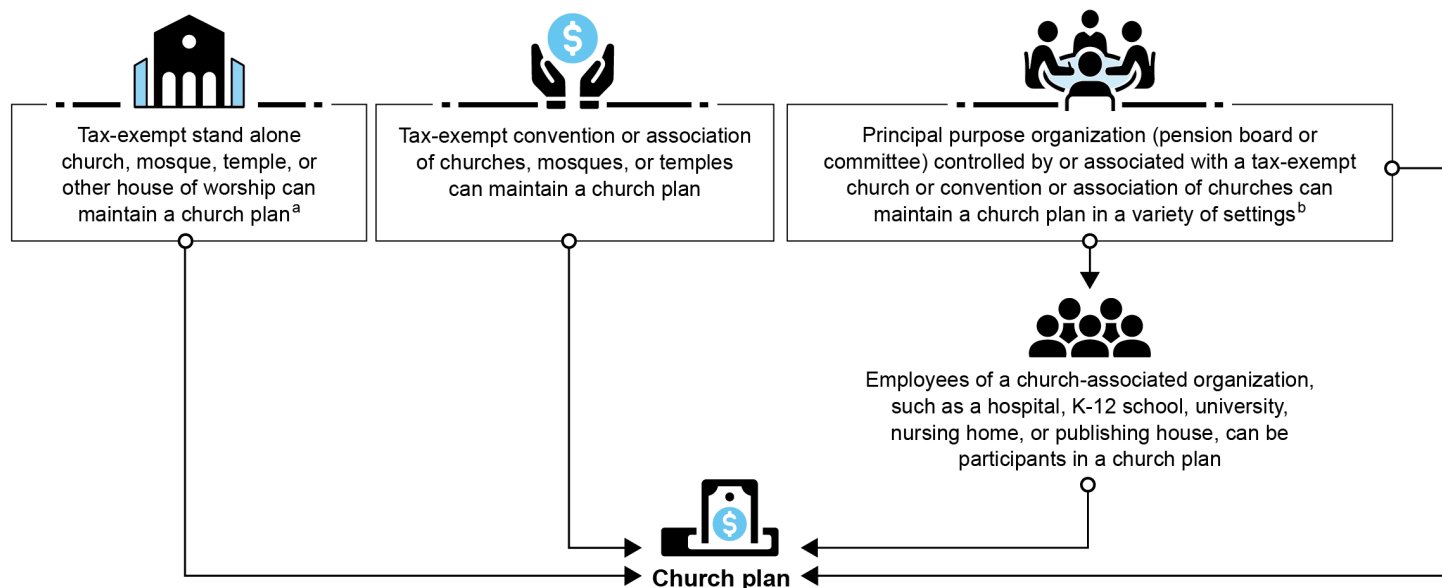 Tax-exempt stand alone
church, mosque, temple, or
other house of worship can
maintain a church plan^a
$
Tax-exempt convention or association
of churches, mosques, or temples
can maintain a church plan
Principal purpose organization (pension board or
committee) controlled by or associated with a tax-exempt
church or convention or association of churches can
maintain a church plan in a variety of settings^b
Employees of a church-associated organization,
such as a hospital, K-12 school, university,
nursing home, or publishing house, can be
participants in a church plan
$
Church plan